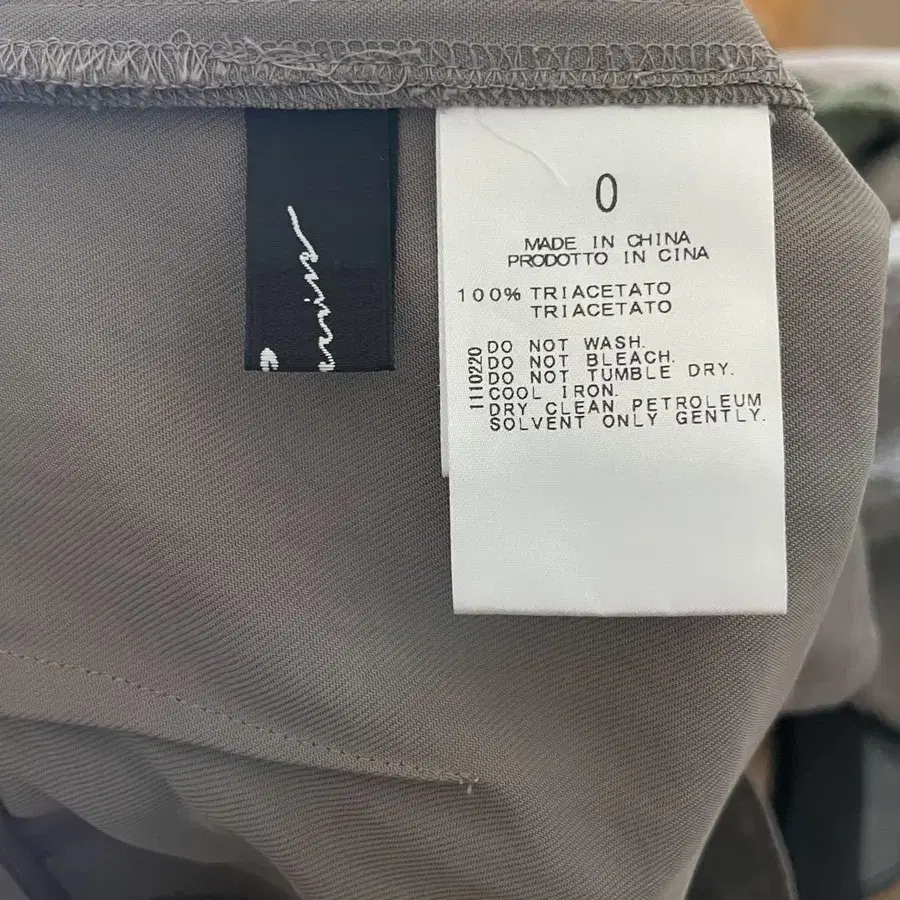 0
MADE IN CHINA
PRODOTTO IN CINA
100% TRIACETATO
TRIACETATO
1110220
DO NOT WASH.
DO NOT BLEACH.
DO NOT TUMBLE DRY.
COOL IRON.
DRY CLEAN PETROLEUM
SOLVENT ONLY GENTLY.